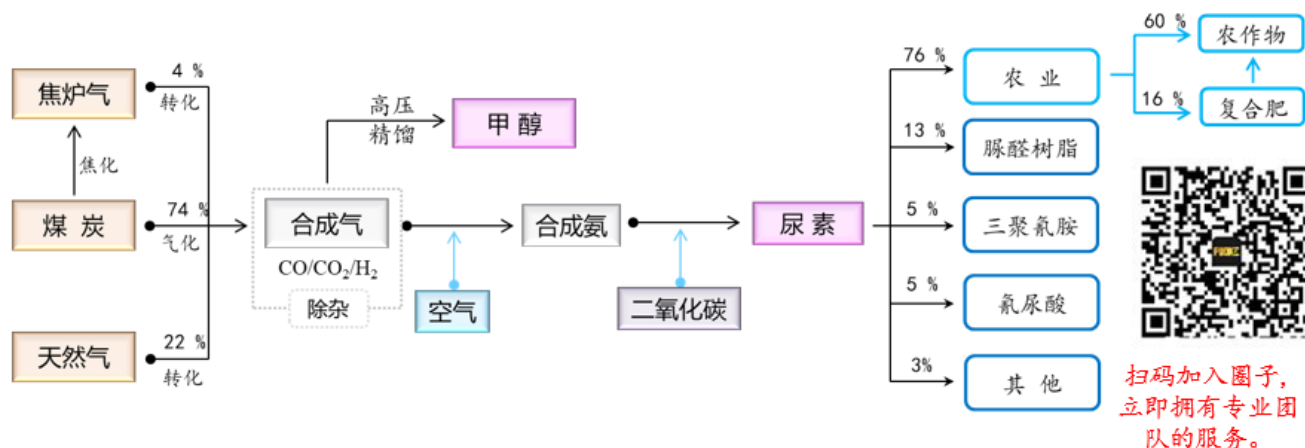 焦炉气
4 %
转化
焦化
煤 炭
74 %
气化
天然气
22 %
转化
高压
精馏
甲 醇
合成气
CO/CO₂/H₂
除杂
空气
合成氨
二氧化碳
尿 素
76 %
农 业
60 %
农作物
16 %
复合肥
13 %
脲醛树脂
5 %
三聚氰胺
5 %
氰尿酸
3%
其 他
扫码加入圈子，
立即拥有专业团
队的服务。